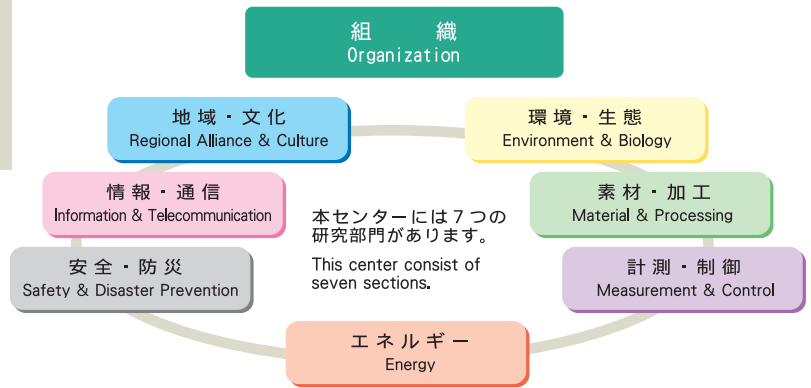 組 織
Organization
地域・文化
Regional Alliance & Culture
環境・生態
Environment & Biology
情報・通信
Information & Telecommunication
素材・加工
Material & Processing
本センターには７つの
研究部門があります。
This center consist of
seven sections.
安全・防災
Safety & Disaster Prevention
計測・制御
Measurement & Control
エネルギー
Energy